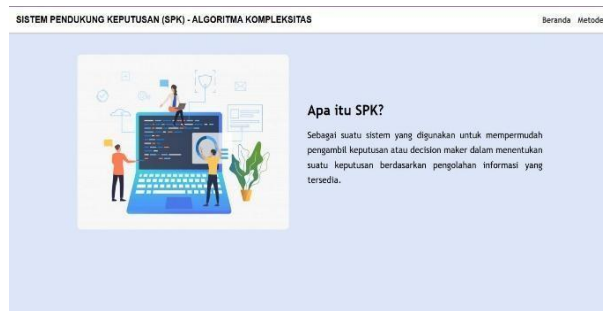 SISTEM PENDUKUNG KEPUTUSAN (SPK) - ALGORITMA KOMPLEKSITAS
Beranda Metode
Apa itu SPK?
Sebagai suatu sistem yang digunakan untuk mempermudah
pengambil keputusan atau decision maker dalam menentukan
suatu keputusan berdasarkan pengolahan informasi yang
tersedia.